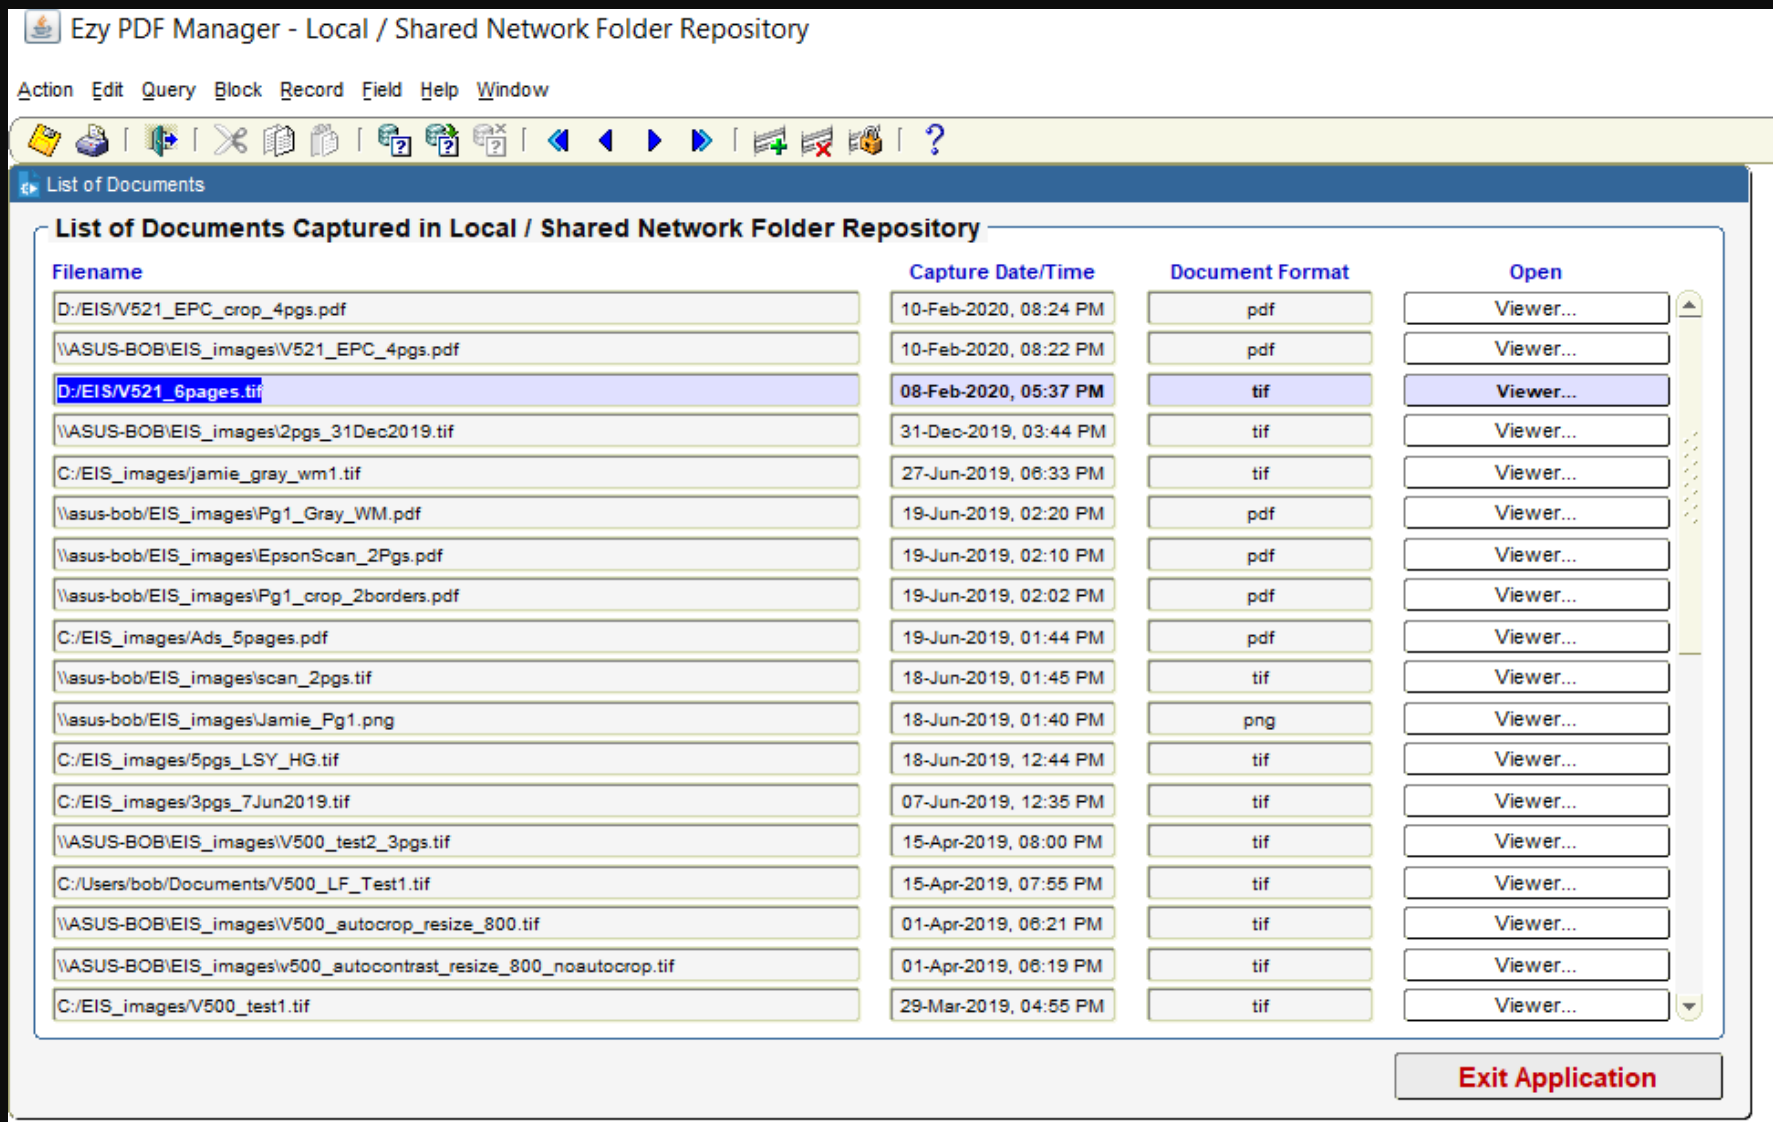 Ezy PDF Manager - Local / Shared Network Folder Repository
Action Edit Query Block Record Field Help Window
List of Documents
List of Documents Captured in Local / Shared Network Folder Repository
Filename Capture Date/Time Document Format Open
D:/EIS/V521_EPC_crop_4pgs.pdf 10-Feb-2020, 08:24 PM pdf Viewer...
\\ASUS-BOB\EIS_images\V521_EPC_4pgs.pdf 10-Feb-2020, 08:22 PM pdf Viewer...
D:/EIS/V521_6pages.tif 08-Feb-2020, 05:37 PM tif Viewer...
\\ASUS-BOB\EIS_images\2pgs_31Dec2019.tif 31-Dec-2019, 03:44 PM tif Viewer...
C:/EIS_images/jamie_gray_wm1.tif 27-Jun-2019, 06:33 PM tif Viewer...
\\asus-bob/EIS_images\Pg1_Gray_WM.pdf 19-Jun-2019, 02:20 PM pdf Viewer...
\\asus-bob/EIS_images\EpsonScan_2Pgs.pdf 19-Jun-2019, 02:10 PM pdf Viewer...
\\asus-bob/EIS_images\Pg1_crop_2borders.pdf 19-Jun-2019, 02:02 PM pdf Viewer...
C:/EIS_images/Ads_5pages.pdf 19-Jun-2019, 01:44 PM pdf Viewer...
\\asus-bob/EIS_images\scan_2pgs.tif 18-Jun-2019, 01:45 PM tif Viewer...
\\asus-bob/EIS_images\Jamie_Pg1.png 18-Jun-2019, 01:40 PM png Viewer...
C:/EIS_images/5pgs_LSY_HG.tif 18-Jun-2019, 12:44 PM tif Viewer...
C:/EIS_images/3pgs_7Jun2019.tif 07-Jun-2019, 12:35 PM tif Viewer...
\\ASUS-BOB\EIS_images\V500_test2_3pgs.tif 15-Apr-2019, 08:00 PM tif Viewer...
C:/Users/bob/Documents/V500_LF_Test1.tif 15-Apr-2019, 07:55 PM tif Viewer...
\\ASUS-BOB\EIS_images\V500_autocrop_resize_800.tif 01-Apr-2019, 06:21 PM tif Viewer...
\\ASUS-BOB\EIS_images\v500_autocontrast_resize_800_noautocrop.tif 01-Apr-2019, 06:19 PM tif Viewer...
C:/EIS_images/V500_test1.tif 29-Mar-2019, 04:55 PM tif Viewer...
Exit Application